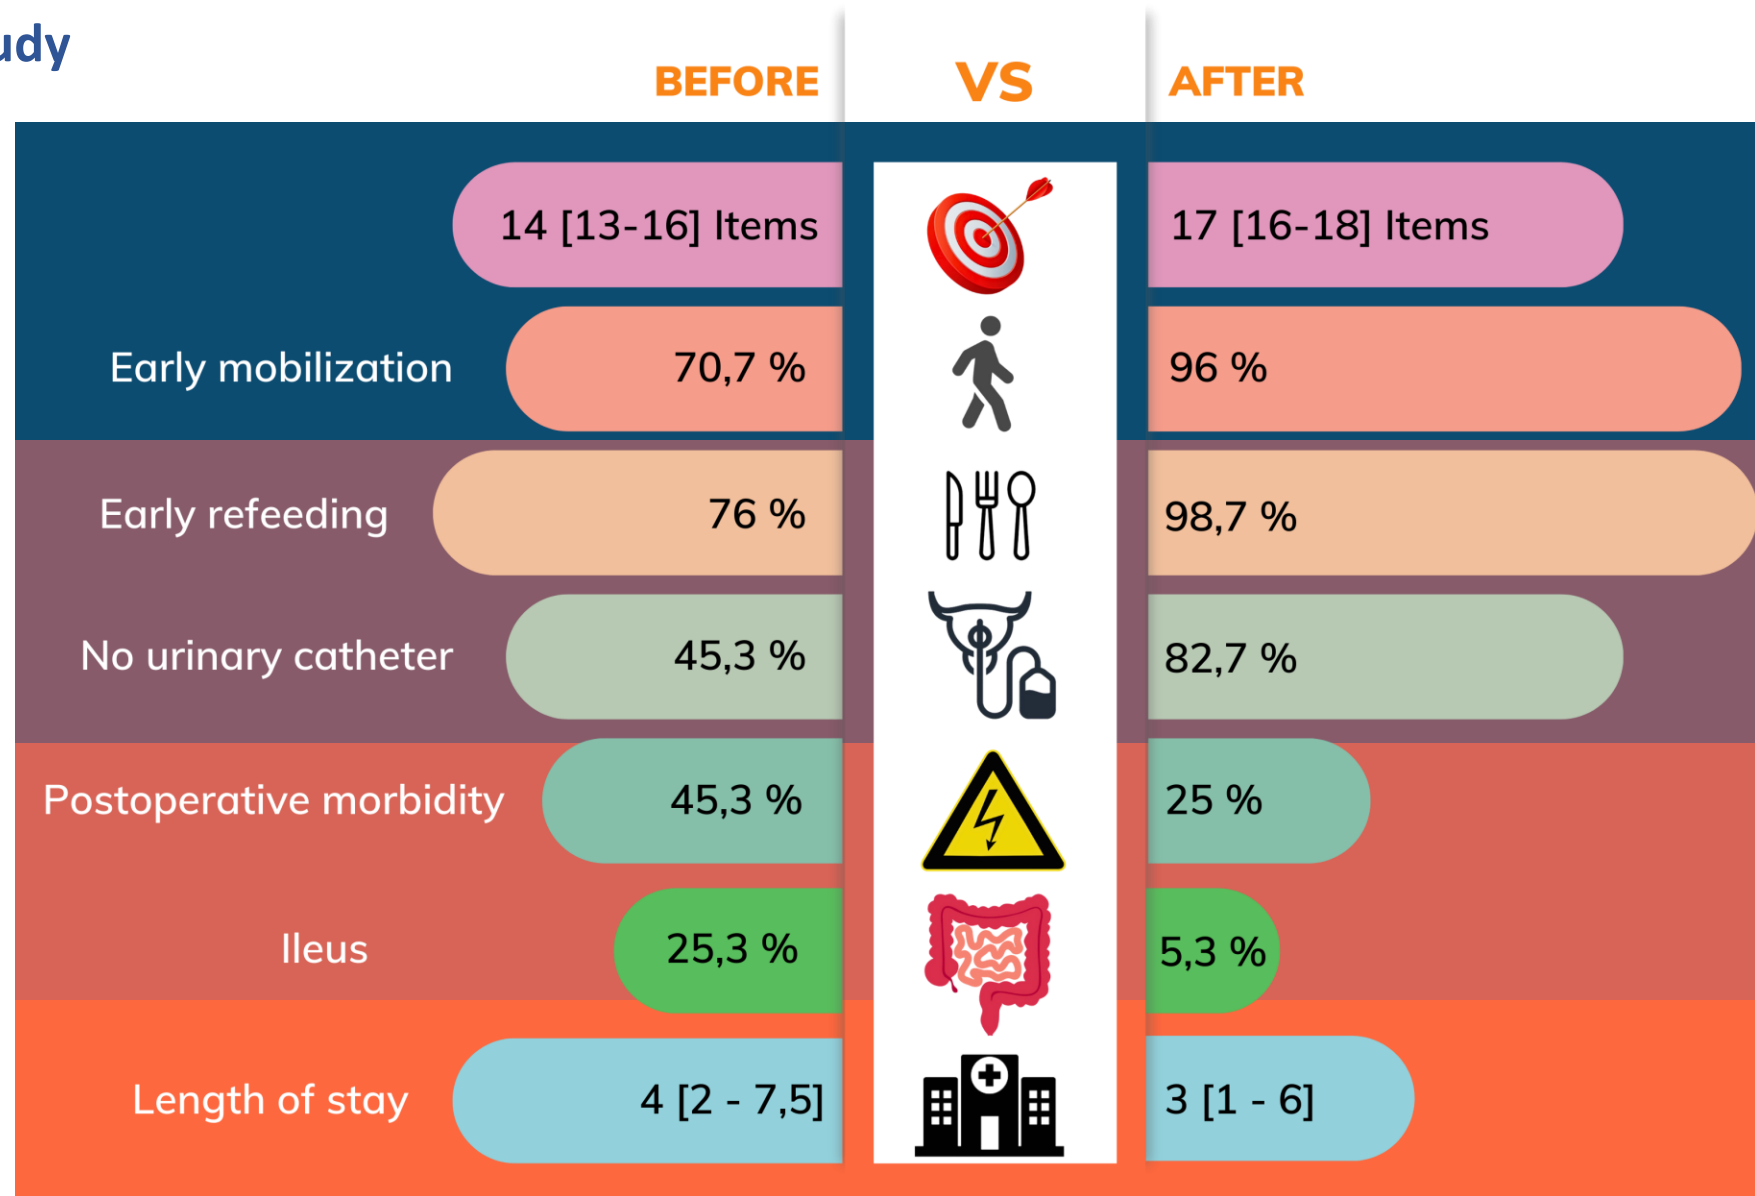 BEFORE VS AFTER
14 [13-16] Items 17 [16-18] Items
Early mobilization 70,7 % 96 %
Early refeeding 76 % 98,7 %
No urinary catheter 45,3 % 82,7 %
Postoperative morbidity 45,3 % 25 %
Ileus 25,3 % 5,3 %
Length of stay 4 [2 - 7,5] 3 [1 - 6]